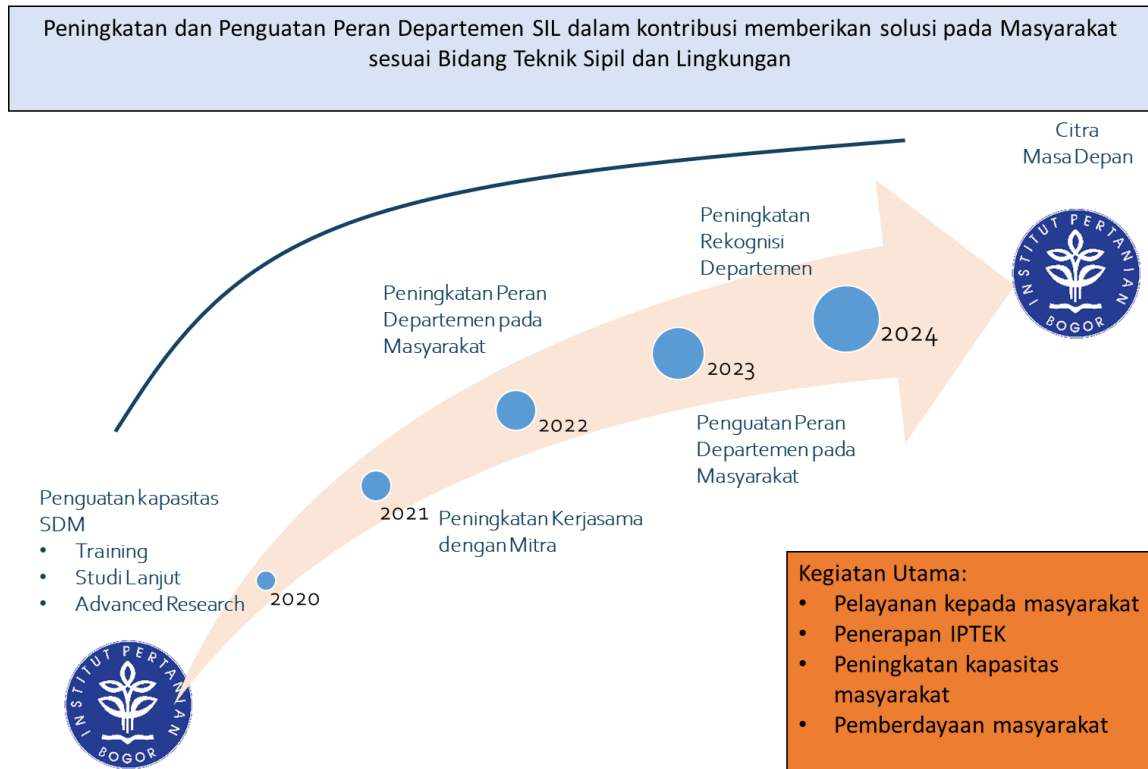 Peningkatan dan Penguatan Peran Departemen SIL dalam kontribusi memberikan solusi pada Masyarakat
sesuai Bidang Teknik Sipil dan Lingkungan
Citra
Masa Depan
INSTITUT PERTANIAN
BOGOR
Peningkatan
Rekognisi
Departemen
2024
Peningkatan Peran
Departemen pada
Masyarakat
2023
2022
Penguatan Peran
Departemen pada
Masyarakat
Penguatan kapasitas
SDM
• Training
• Studi Lanjut
• Advanced Research
2021
Peningkatan Kerjasama
dengan Mitra
2020
INSTITUT PERTANIAN
BOGOR
Kegiatan Utama:
• Pelayanan kepada masyarakat
• Penerapan IPTEK
• Peningkatan kapasitas
masyarakat
• Pemberdayaan masyarakat